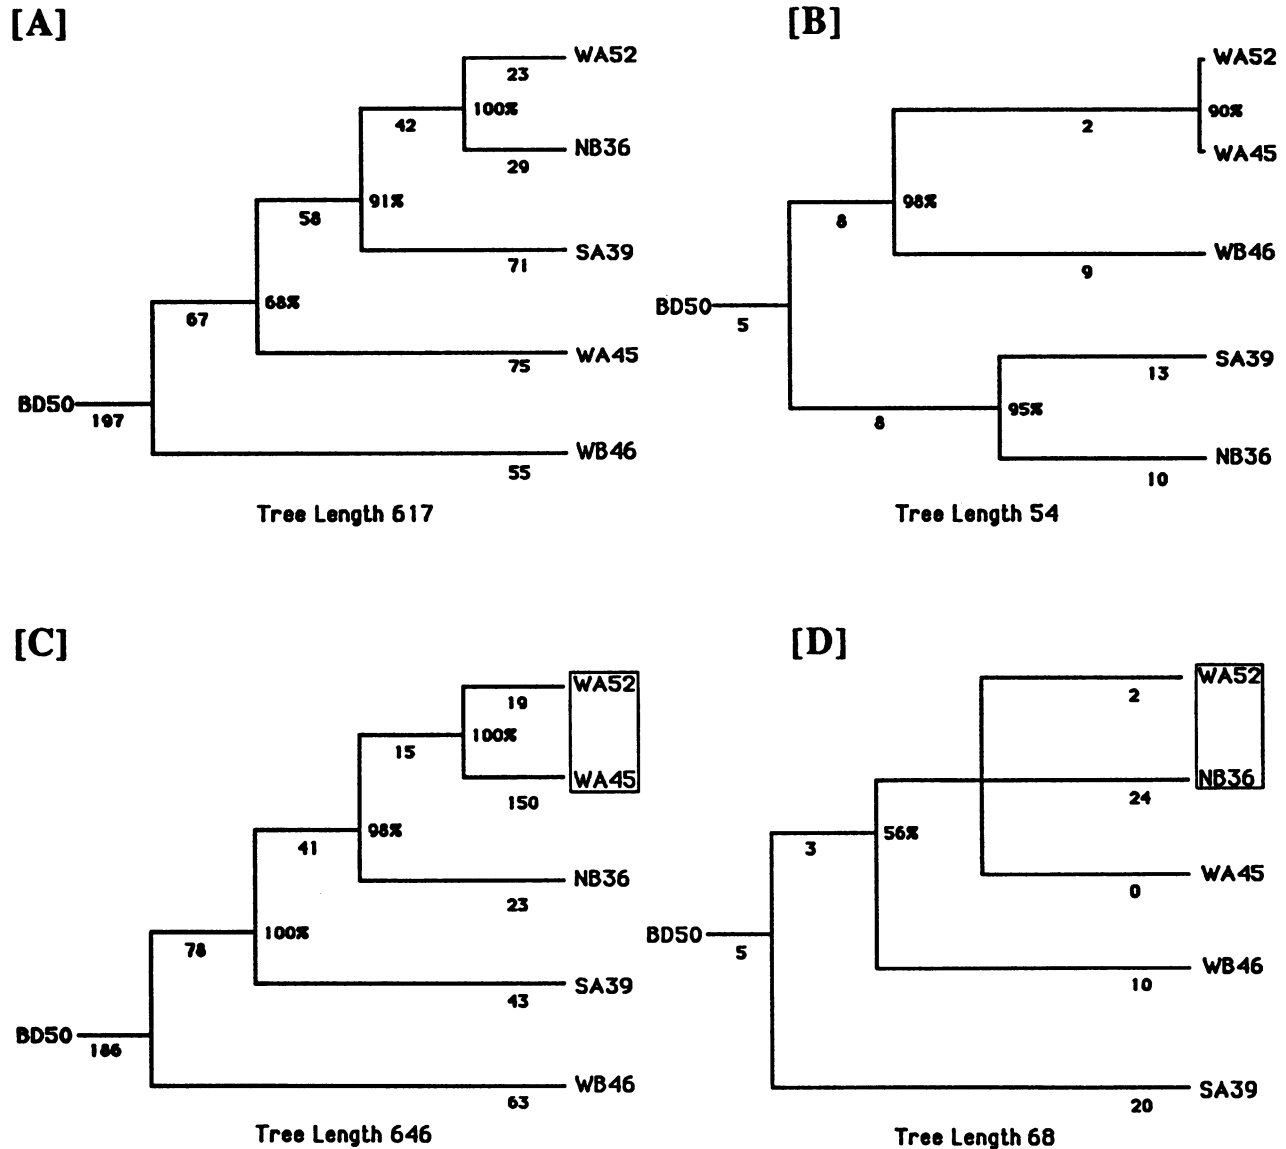 [A]
WA52
23
100%
42
NB36
29
91%
58
SA39
71
68%
67
WA45
75
BD50
197
WB46
55
Tree Length 617
[B]
WA52
90%
2
WA45
98%
8
WB46
9
BD50
5
SA39
13
95%
8
NB36
10
Tree Length 54
[C]
WA52
19
100%
15
WA45
150
98%
41
NB36
23
100%
78
SA39
43
BD50
186
WB46
63
Tree Length 646
[D]
WA52
2
NB36
24
56%
3
WA45
0
BD50
5
WB46
10
SA39
20
Tree Length 68